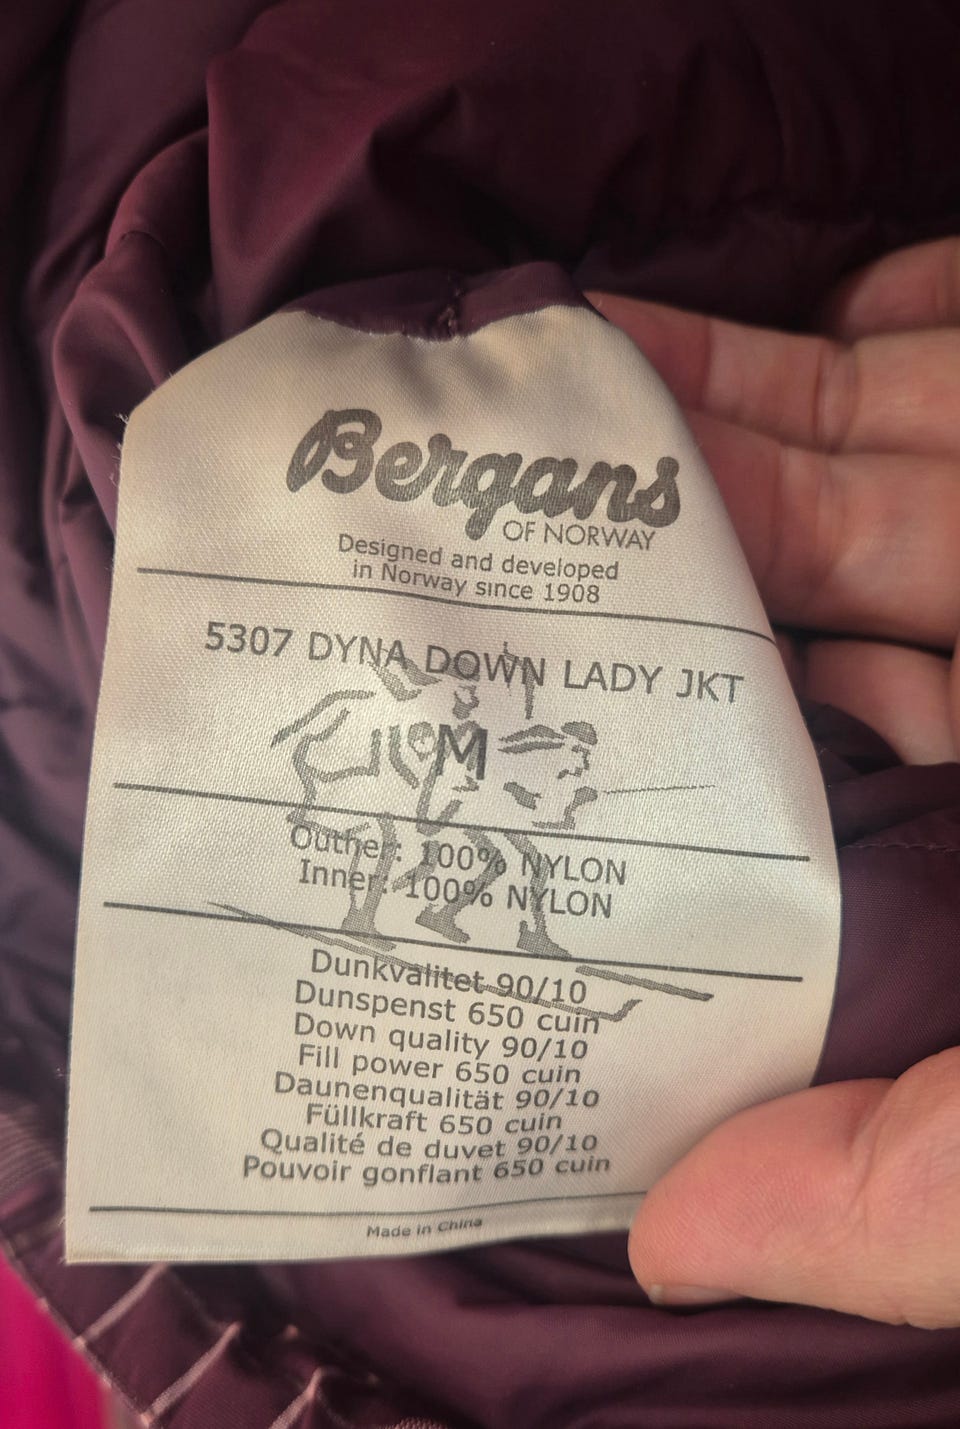 Bergans
OF NORWAY
Designed and developed
in Norway since 1908
5307 DYNA DOWN LADY JKT
M
Outher: 100% NYLON
Inner: 100% NYLON
Dunkvalitet 90/10
Dunspenst 650 cuin
Down quality 90/10
Fill power 650 cuin
Daunenqualität 90/10
Füllkraft 650 cuin
Qualité de duvet 90/10
Pouvoir gonflant 650 cuin
Made in China